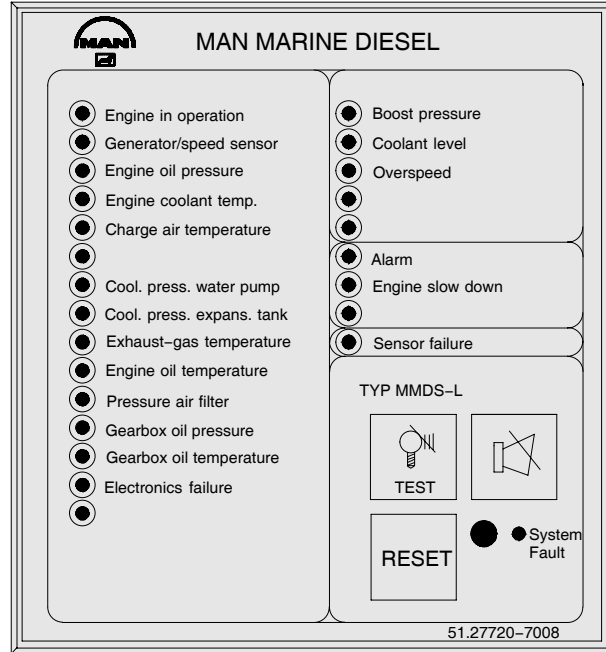 MAN
MAN MARINE DIESEL
Engine in operation
Generator/speed sensor
Engine oil pressure
Engine coolant temp.
Charge air temperature
Cool. press. water pump
Cool. press. expans. tank
Exhaust-gas temperature
Engine oil temperature
Pressure air filter
Gearbox oil pressure
Gearbox oil temperature
Electronics failure
Boost pressure
Coolant level
Overspeed
Alarm
Engine slow down
Sensor failure
TYP MMDS-L
TEST
RESET
System
Fault
51.27720-7008